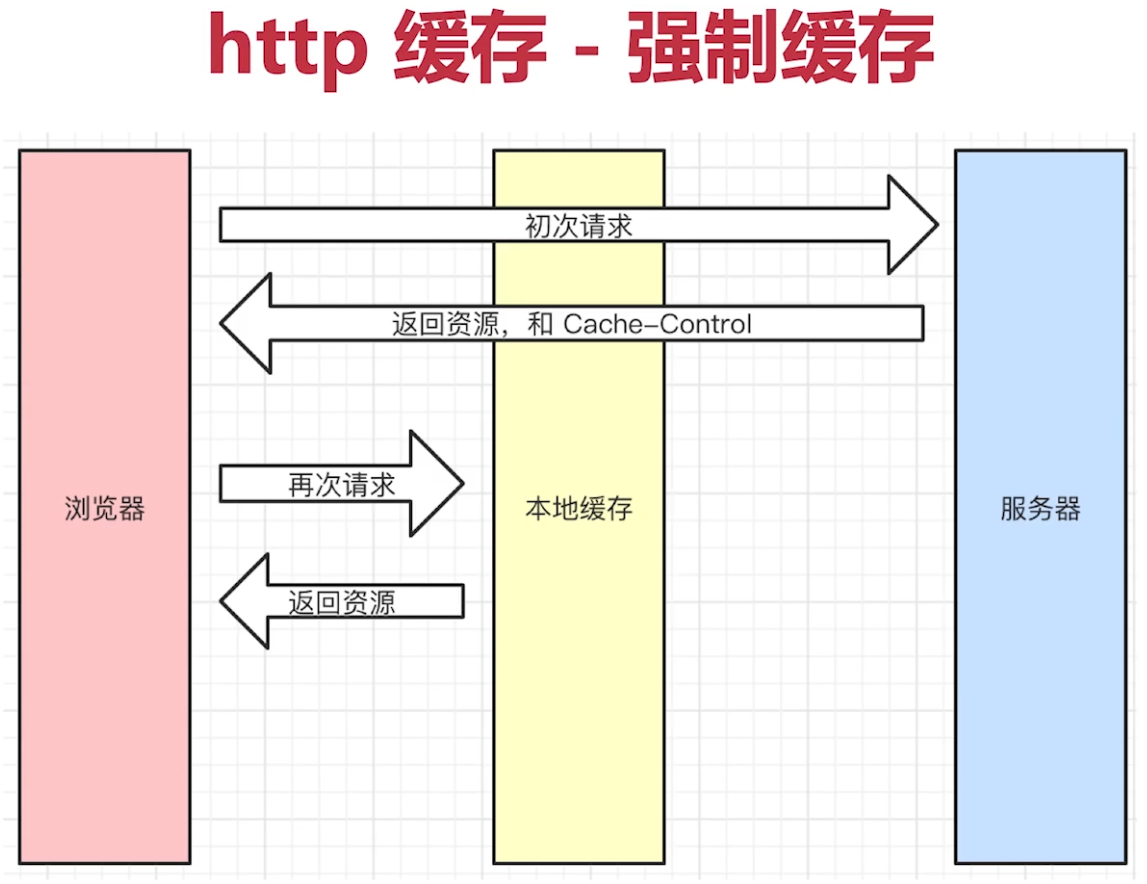 http 缓存 - 强制缓存
初次请求
返回资源，和 Cache-Control
再次请求
浏览器
本地缓存
服务器
返回资源